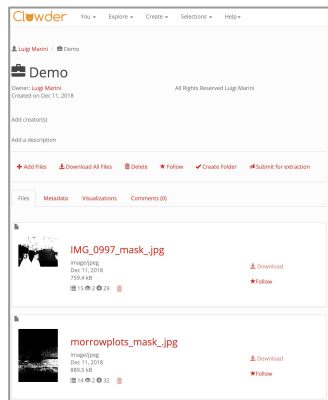 Clowder You Explore Create Selections Help
Luigi Marini / Demo
Demo
Owner: Luigi Marini All Rights Reserved Luigi Marini
Created on Dec 11, 2018
Add creator(s)
Add a description
Add Files Download All Files Delete Follow Create Folder Submit for extraction
Files Metadata Visualizations Comments (0)
IMG_0997_mask_.jpg
image/jpeg
Dec 11, 2018 Download
759.4 kB
Follow
15 2 29
morrowplots_mask_.jpg
image/jpeg
Dec 11, 2018 Download
889.5 kB
Follow
14 2 32